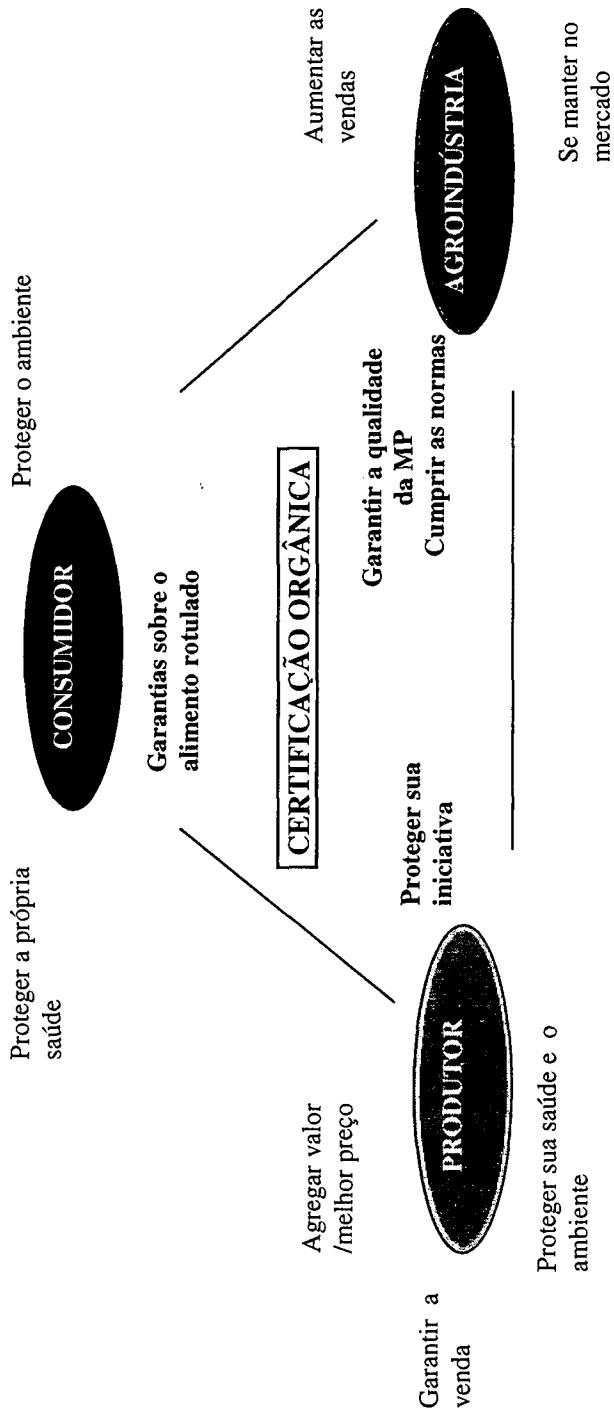 Proteger a própria
saúde
CONSUMIDOR
Proteger o ambiente
Garantias sobre o
alimento rotulado
CERTIFICAÇÃO ORGÂNICA
Agregar valor
/melhor preço
Aumentar as
vendas
Garantir a
venda
PRODUTOR
Proteger sua
iniciativa
Garantir a qualidade
da MP
Cumprir as normas
AGROINDÚSTRIA
Proteger sua saúde e o
ambiente
Se manter no
mercado